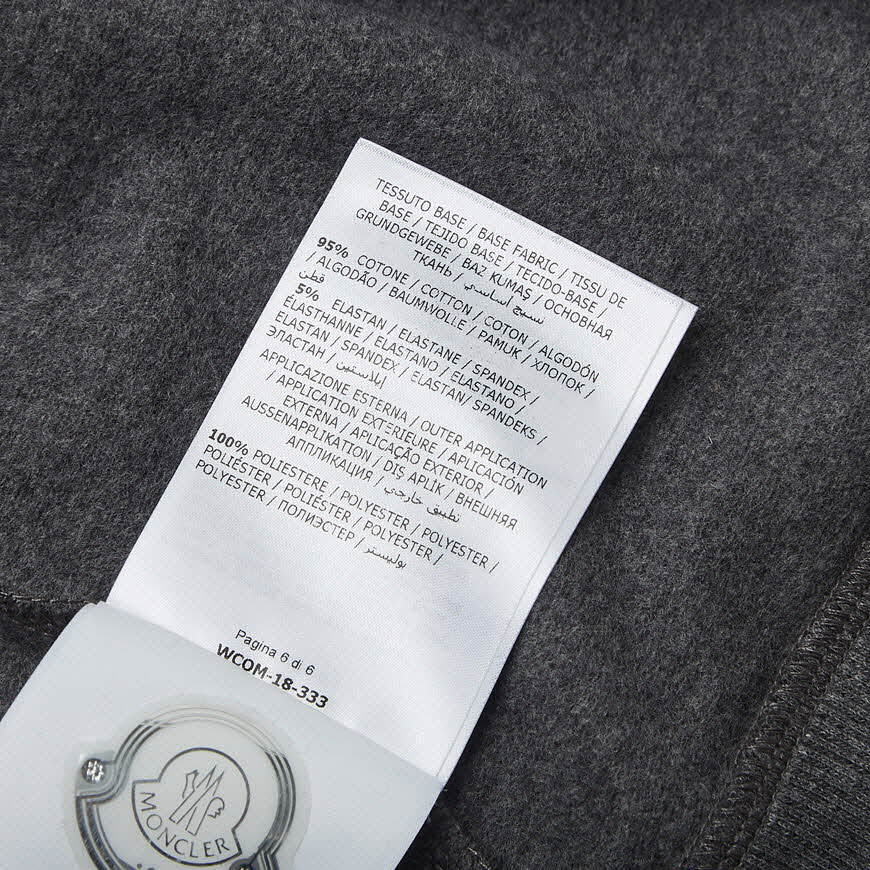 TESSUTO BASE / BASE FABRIC / TISSU DE
BASE / TEJIDO BASE / TECIDO-BASE /
GRUNDGEWEBE / BAZ KUMAŞ / ОСНОВНАЯ
ТКАНЬ / نسيج أساسي
95% COTONE / COTTON / COTON / ALGODÓN
/ ALGODÃO / BAUMWOLLE / PAMUK / ХЛОПОК /
قطن
5% ELASTAN / ELASTANE / SPANDEX /
ÉLASTHANNE / ELASTANO / ELASTANO /
ELASTAN / SPANDEX / ELASTAN/ SPANDEKS /
ЭЛАСТАН / إيلاستين
APPLICAZIONE ESTERNA / OUTER APPLICATION
/ APPLICATION EXTERIEURE / APLICACIÓN
EXTERNA / APLICAÇÃO EXTERIOR /
AUSSENAPPLIKATION / DIŞ APLİK / ВНЕШНЯЯ
АППЛИКАЦИЯ / تطبيق خارجي
100% POLIESTERE / POLYESTER / POLYESTER /
POLIÉSTER / POLIÉSTER / POLYESTER /
POLYESTER / ПОЛИЭСТЕР / بوليستر
Pagina 6 di 6
WCOM-18-333
MONCLER